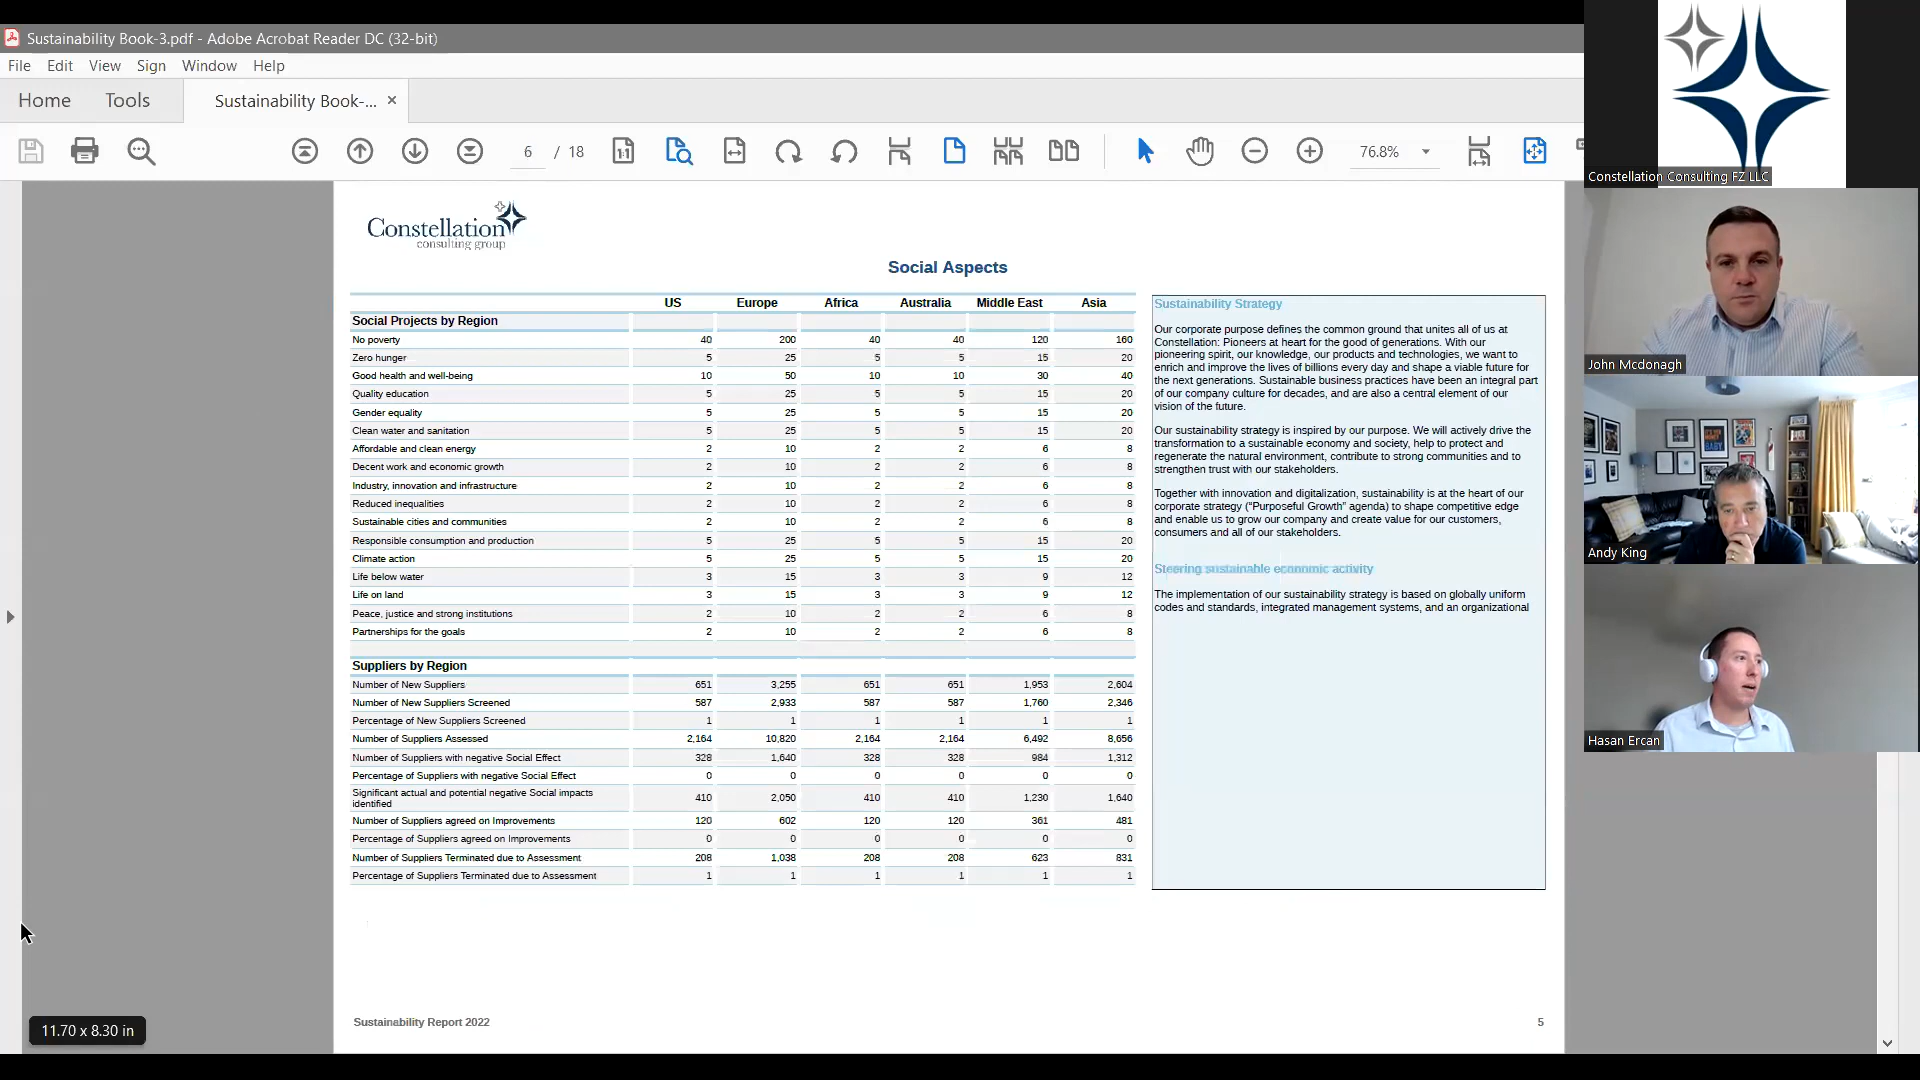 Sustainability Book-3.pdf - Adobe Acrobat Reader DC (32-bit)
File Edit View Sign Window Help
Home Tools Sustainability Book-... ×
6 / 18 1:1 76.8%
Constellation
consulting group
Social Aspects
US Europe Africa Australia Middle East Asia
Social Projects by Region
No poverty 40 200 40 40 120 160
Zero hunger 5 25 5 5 15 20
Good health and well-being 10 50 10 10 30 40
Quality education 5 25 5 5 15 20
Gender equality 5 25 5 5 15 20
Clean water and sanitation 5 25 5 5 15 20
Affordable and clean energy 2 10 2 2 6 8
Decent work and economic growth 2 10 2 2 6 8
Industry, innovation and infrastructure 2 10 2 2 6 8
Reduced inequalities 2 10 2 2 6 8
Sustainable cities and communities 2 10 2 2 6 8
Responsible consumption and production 5 25 5 5 15 20
Climate action 5 25 5 5 15 20
Life below water 3 15 3 3 9 12
Life on land 3 15 3 3 9 12
Peace, justice and strong institutions 2 10 2 2 6 8
Partnerships for the goals 2 10 2 2 6 8
Suppliers by Region
Number of New Suppliers 651 3,255 651 651 1,953 2,604
Number of New Suppliers Screened 587 2,933 587 587 1,760 2,346
Percentage of New Suppliers Screened 1 1 1 1 1 1
Number of Suppliers Assessed 2,164 10,820 2,164 2,164 6,492 8,656
Number of Suppliers with negative Social Effect 328 1,640 328 328 984 1,312
Percentage of Suppliers with negative Social Effect 0 0 0 0 0 0
Significant actual and potential negative Social impacts
identified 410 2,050 410 410 1,230 1,640
Number of Suppliers agreed on Improvements 120 602 120 120 361 481
Percentage of Suppliers agreed on Improvements 0 0 0 0 0 0
Number of Suppliers Terminated due to Assessment 208 1,038 208 208 623 831
Percentage of Suppliers Terminated due to Assessment 1 1 1 1 1 1
Sustainability Strategy
Our corporate purpose defines the common ground that unites all of us at
Constellation: Pioneers at heart for the good of generations. With our
pioneering spirit, our knowledge, our products and technologies, we want to
enrich and improve the lives of billions every day and shape a viable future for
the next generations. Sustainable business practices have been an integral part
of our company culture for decades, and are also a central element of our
vision of the future.
Our sustainability strategy is inspired by our purpose. We will actively drive the
transformation to a sustainable economy and society, help to protect and
regenerate the natural environment, contribute to strong communities and to
strengthen trust with our stakeholders.
Together with innovation and digitalization, sustainability is at the heart of our
corporate strategy (“Purposeful Growth” agenda) to shape competitive edge
and enable us to grow our company and create value for our customers,
consumers and all of our stakeholders.
Steering sustainable economic activity
The implementation of our sustainability strategy is based on globally uniform
codes and standards, integrated management systems, and an organizational
Sustainability Report 2022 5
11.70 x 8.30 in
Constellation Consulting FZ LLC
John Mcdonagh
Andy King
Hasan Ercan